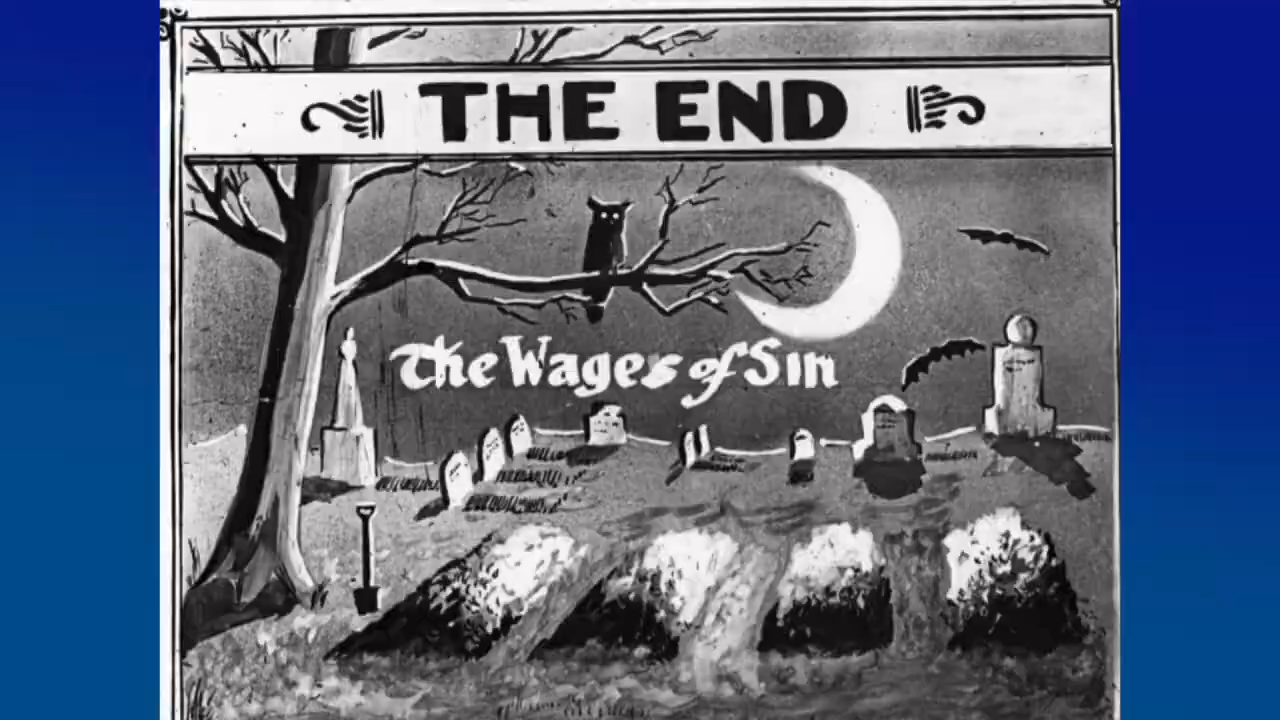 THE END
The Wages of Sin